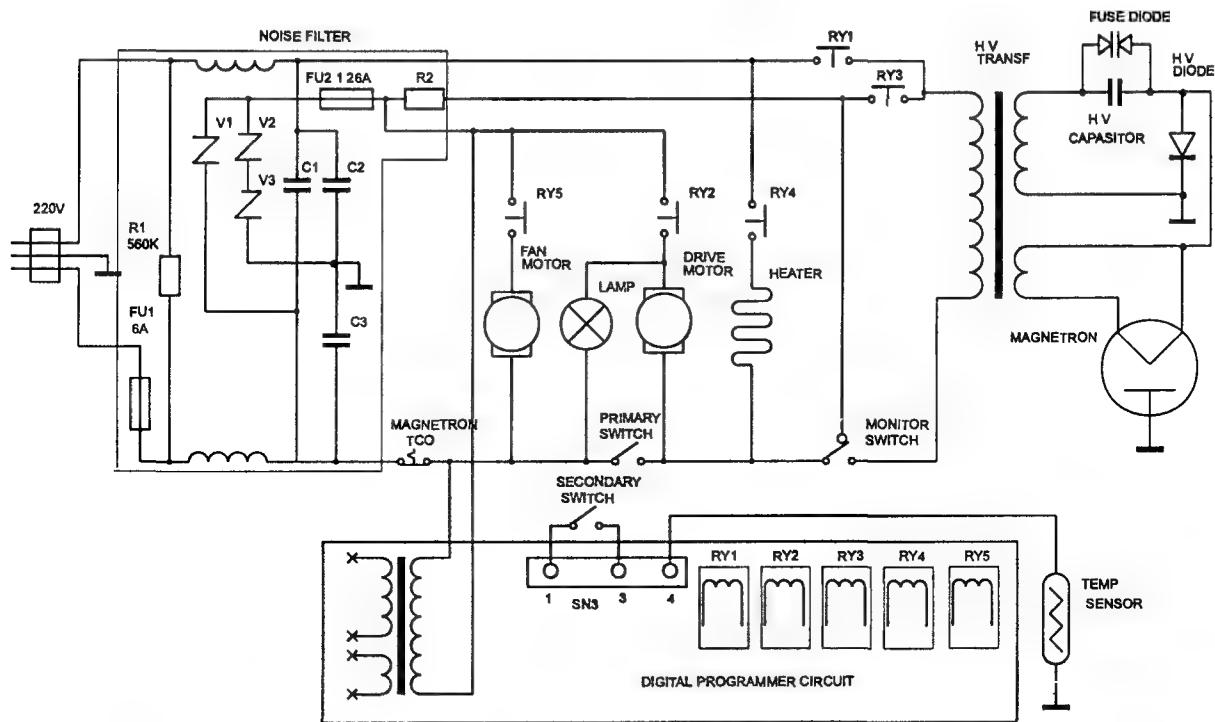 NOISE FILTER
FU2 1 26A
R2
V1
V2
V3
C1
C2
C3
220V
R1
560K
FU1
6A
RY1
RY3
H V
TRANSF
FUSE DIODE
H V
DIODE
H V
CAPASITOR
RY5
RY2
RY4
FAN
MOTOR
LAMP
DRIVE
MOTOR
HEATER
MAGNETRON
MAGNETRON
TCO
PRIMARY
SWITCH
MONITOR
SWITCH
SECONDARY
SWITCH
1
SN3
3
4
RY1
RY2
RY3
RY4
RY5
TEMP
SENSOR
DIGITAL PROGRAMMER CIRCUIT